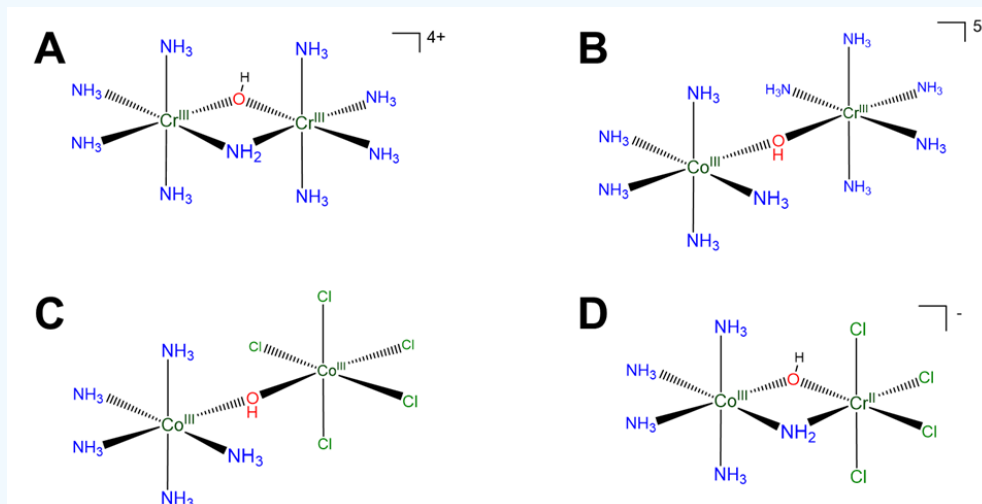 A
4+
NH3 NH3
H
NH3 O NH3
CrIII CrIII
NH3 NH2 NH3
NH3 NH3
B
5
NH3
NH3 H3N NH3
CrIII
NH3 O
H NH3
CoIII
NH3 NH3 NH3
NH3
C
Cl
Cl Cl
NH3 CoIII
NH3 O Cl
H
CoIII
NH3 NH3 Cl
NH3
D
-
NH3 Cl
H
NH3 O Cl
CoIII CrII
NH3 NH2 Cl
NH3 Cl